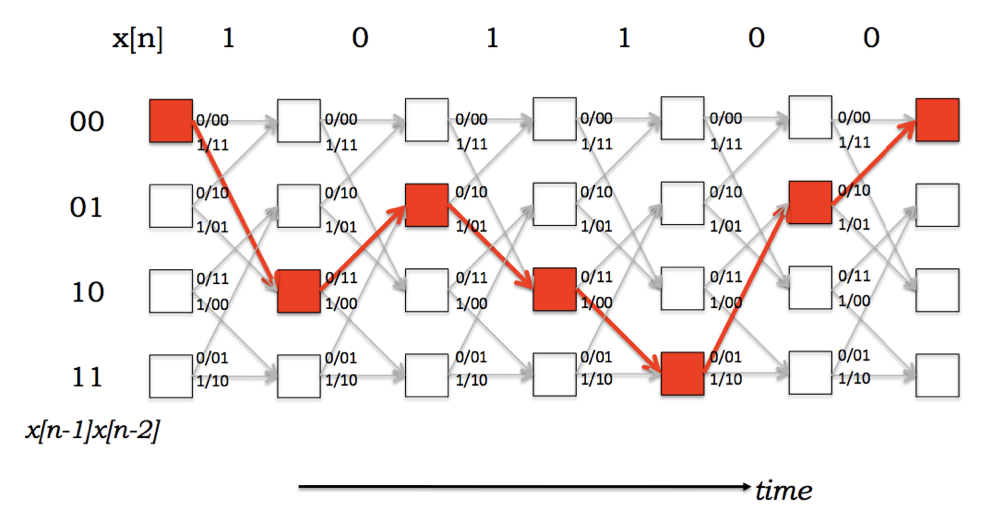 x[n] 1 0 1 1 0 0
00 0/00 0/00 0/00 0/00 0/00 0/00
1/11 1/11 1/11 1/11 1/11 1/11
01 0/10 0/10 0/10 0/10 0/10 0/10
1/01 1/01 1/01 1/01 1/01 1/01
10 0/11 0/11 0/11 0/11 0/11 0/11
1/00 1/00 1/00 1/00 1/00 1/00
11 0/01 0/01 0/01 0/01 0/01 0/01
1/10 1/10 1/10 1/10 1/10 1/10
x[n-1]x[n-2]
time